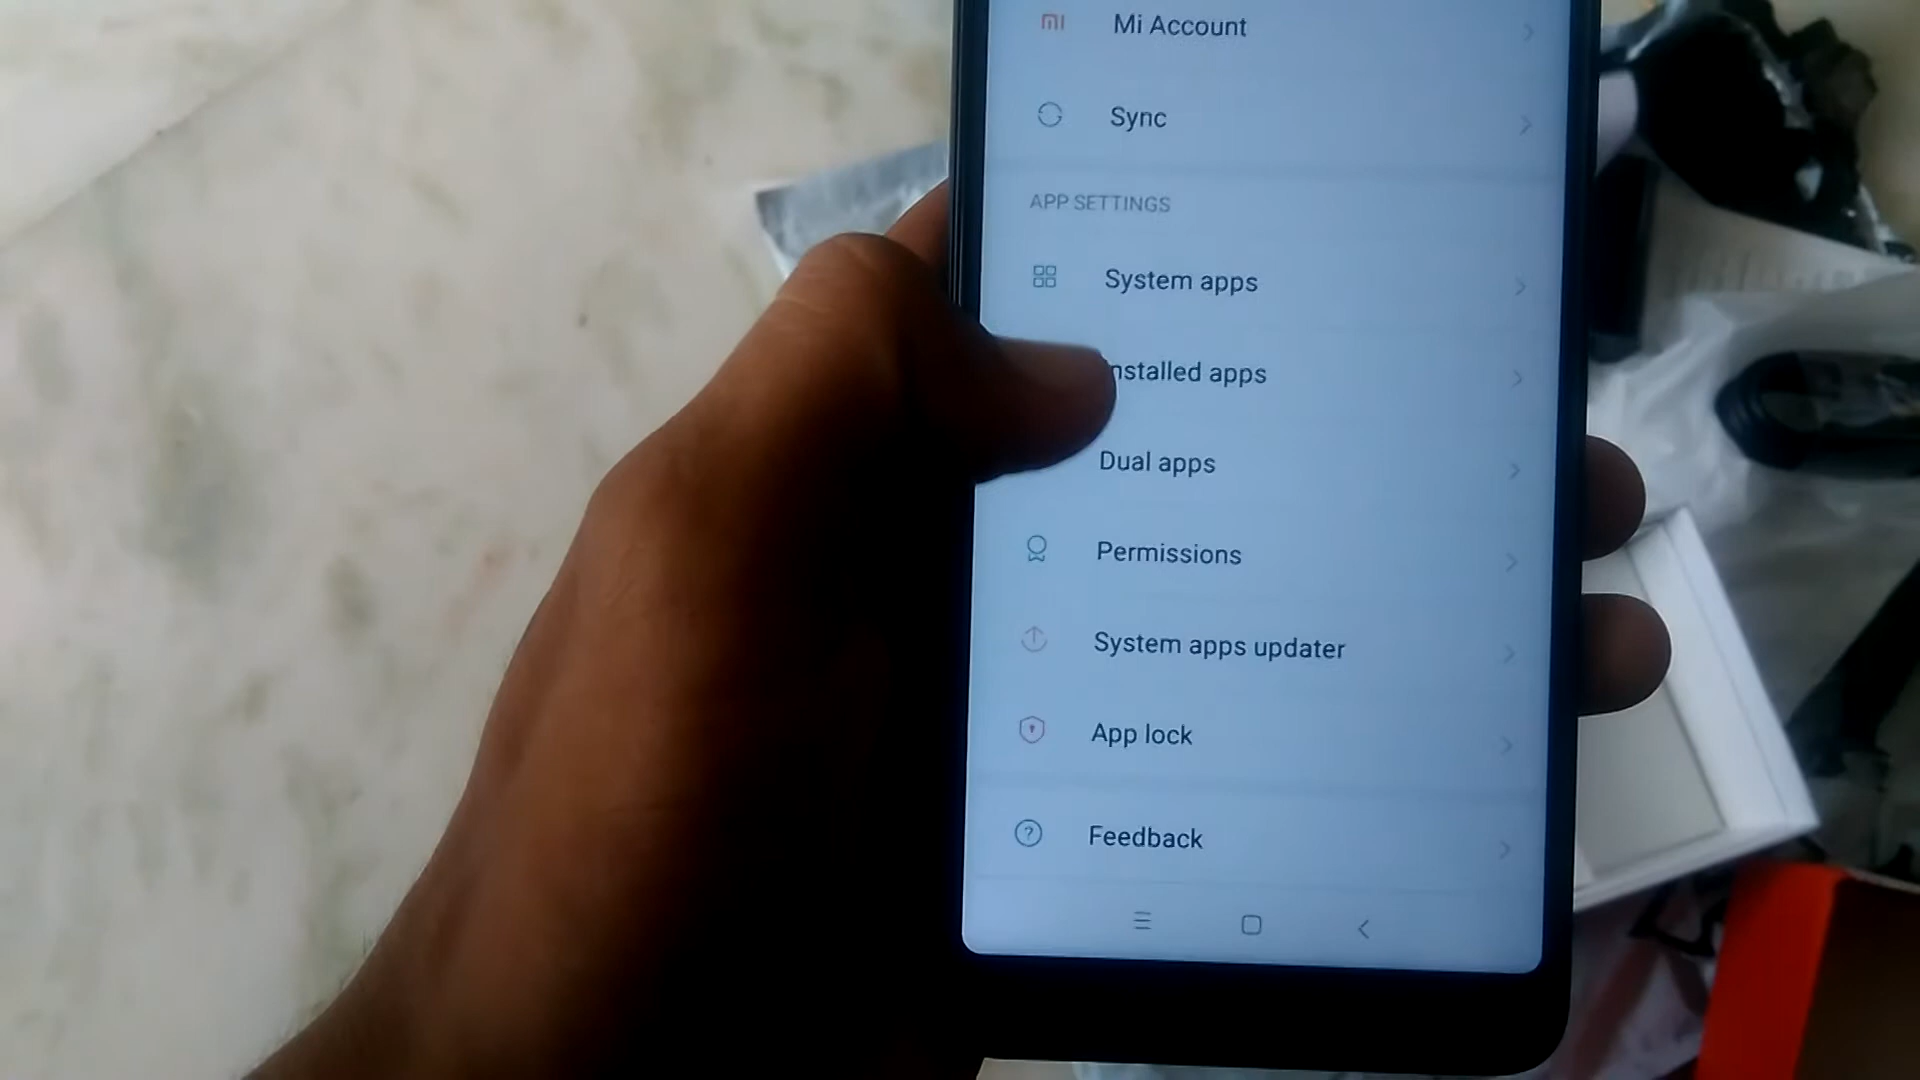 Mi Account
Sync
APP SETTINGS
System apps
nstalled apps
Dual apps
Permissions
System apps updater
App lock
Feedback